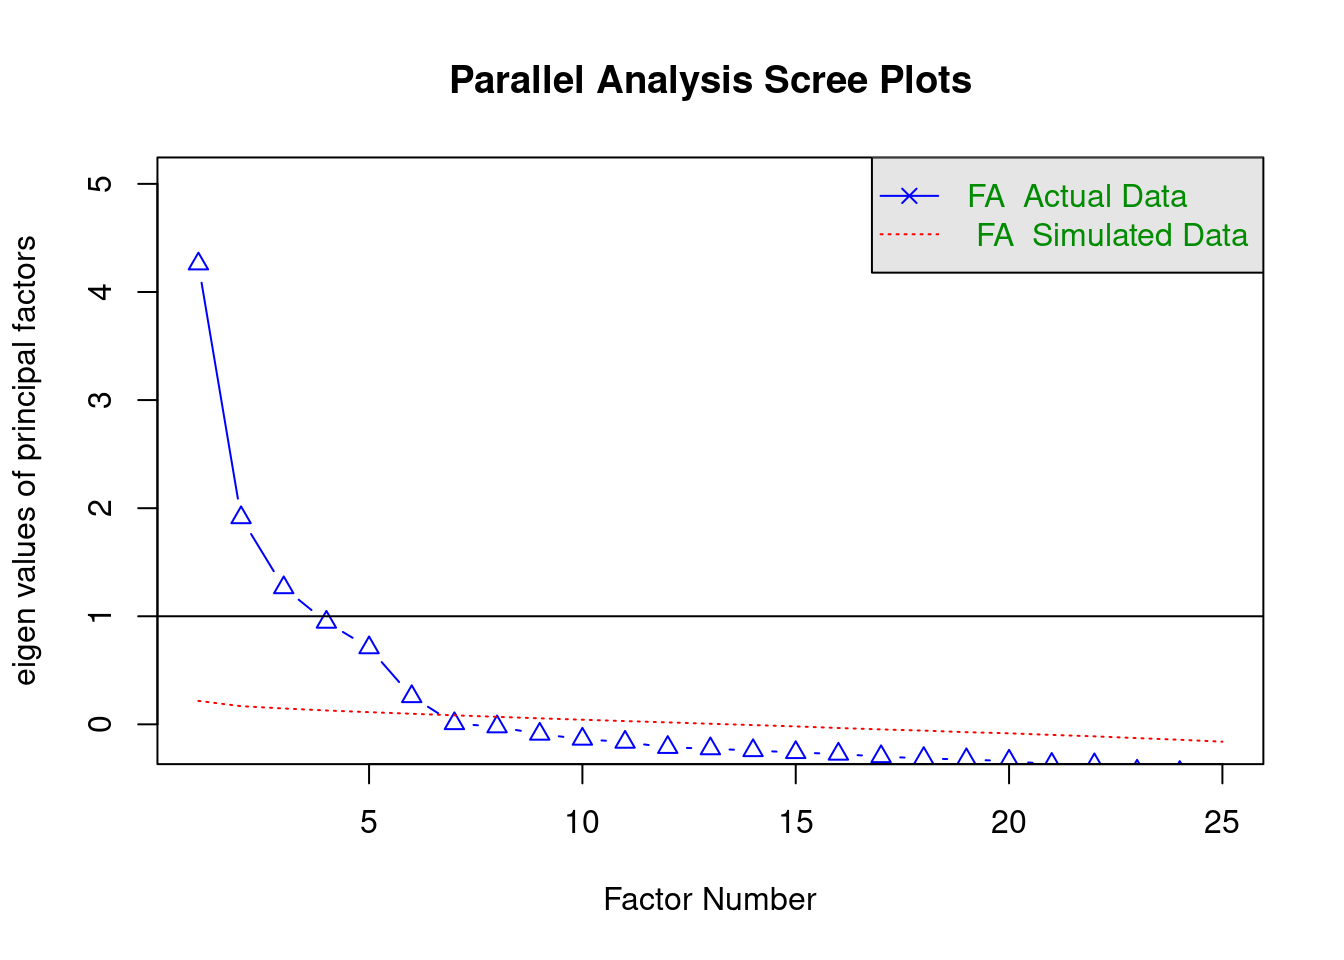 Parallel Analysis Scree Plots
FA  Actual Data
FA  Simulated Data
eigen values of principal factors
5
4
3
2
1
0
5
10
15
20
25
Factor Number